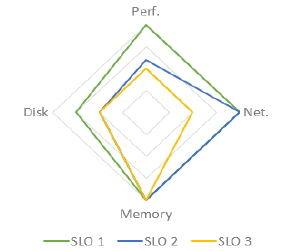 Perf.
Disk
Net.
Memory
SLO 1 SLO 2 SLO 3